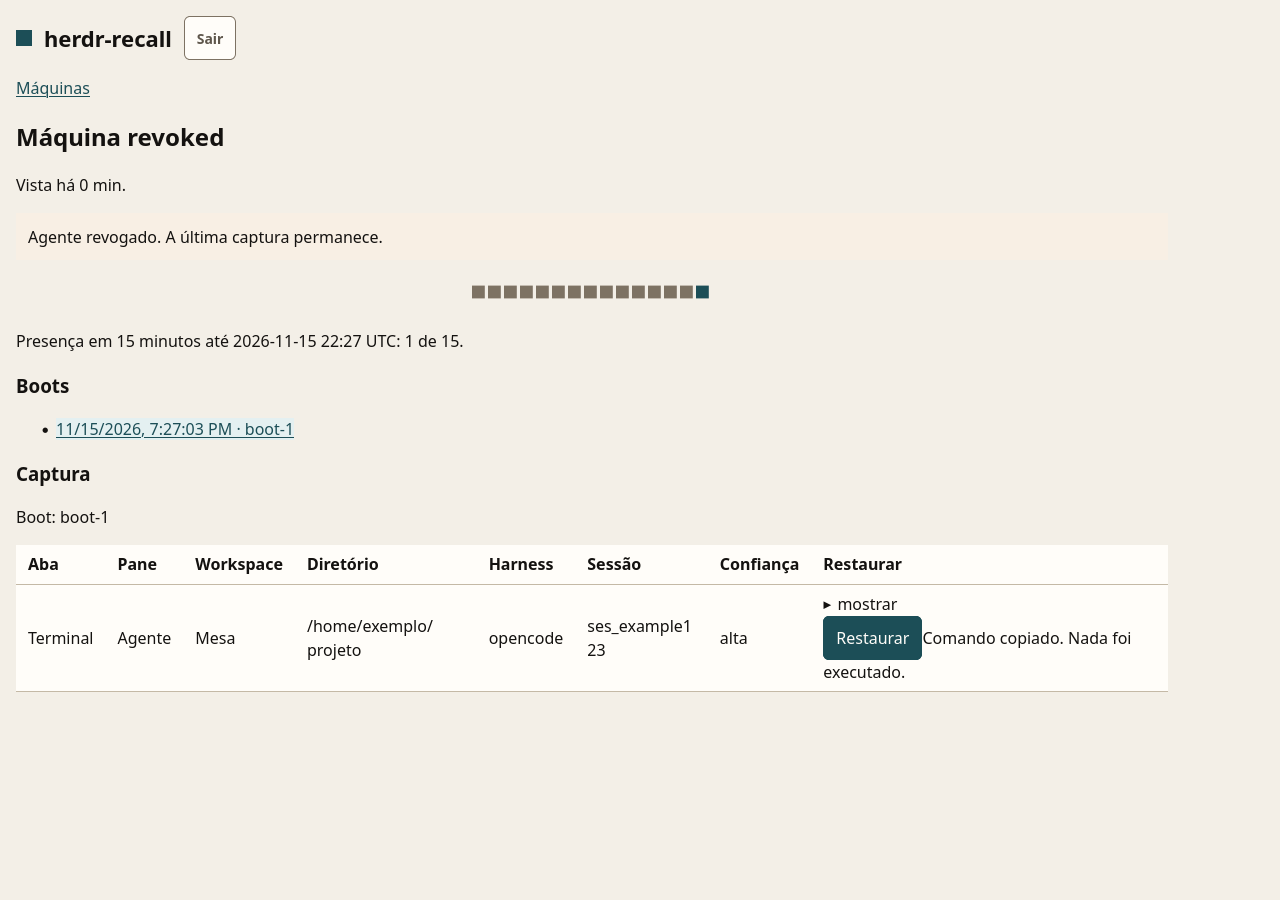 herdr-recall Sair
Máquinas
Máquina revoked
Vista há 0 min.
Agente revogado. A última captura permanece.
Presença em 15 minutos até 2026-11-15 22:27 UTC: 1 de 15.
Boots
• 11/15/2026, 7:27:03 PM · boot-1
Captura
Boot: boot-1
Aba Pane Workspace Diretório Harness Sessão Confiança Restaurar
Terminal Agente Mesa /home/exemplo/
projeto opencode ses_example1
23 alta ▸ mostrar
Restaurar Comando copiado. Nada foi
executado.